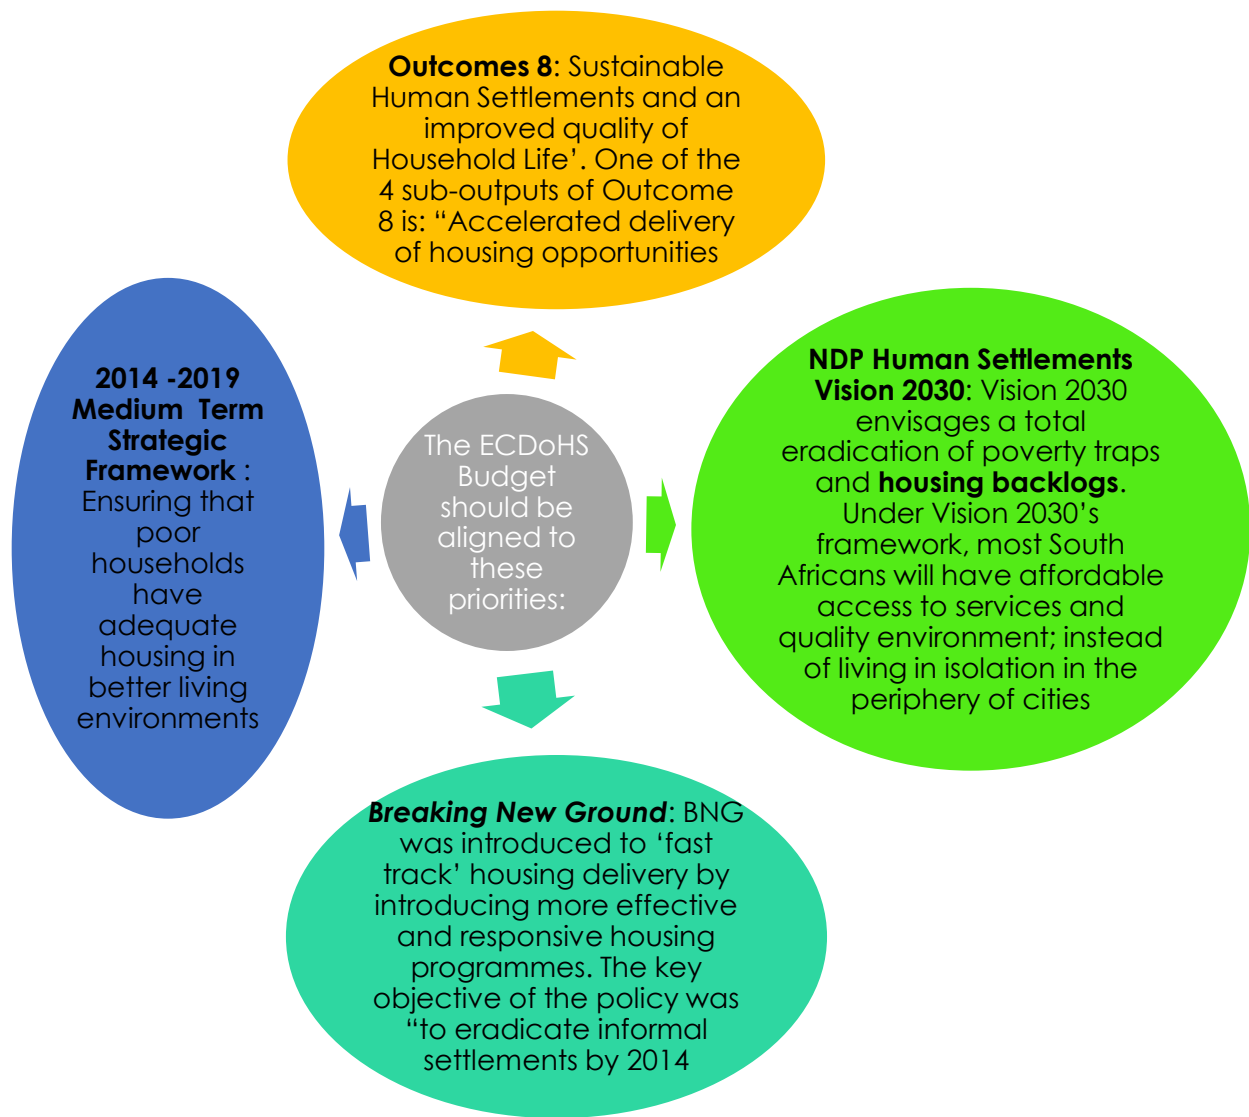 Outcomes 8: Sustainable
Human Settlements and an
improved quality of
Household Life’. One of the
4 sub-outputs of Outcome
8 is: “Accelerated delivery
of housing opportunities
2014 -2019
Medium Term
Strategic
Framework :
Ensuring that
poor
households
have
adequate
housing in
better living
environments
The ECDoHS
Budget
should be
aligned to
these
priorities:
NDP Human Settlements
Vision 2030: Vision 2030
envisages a total
eradication of poverty traps
and housing backlogs.
Under Vision 2030’s
framework, most South
Africans will have affordable
access to services and
quality environment; instead
of living in isolation in the
periphery of cities
Breaking New Ground: BNG
was introduced to ‘fast
track’ housing delivery by
introducing more effective
and responsive housing
programmes. The key
objective of the policy was
“to eradicate informal
settlements by 2014